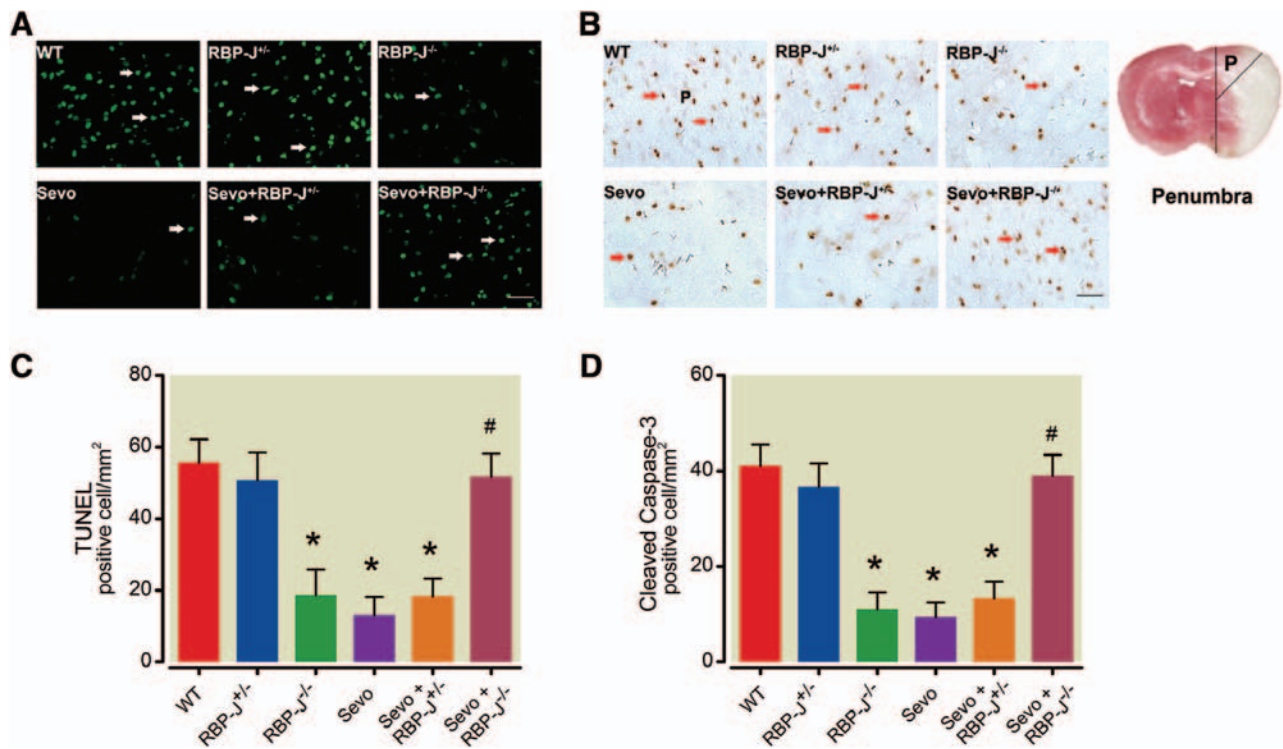 A
WT
RBP-J+/-
RBP-J-/-
Sevo
Sevo+RBP-J+/-
Sevo+RBP-J-/-
B
WT
P
RBP-J+/-
RBP-J-/-
Sevo
Sevo+RBP-J+/-
Sevo+RBP-J-/-
P
Penumbra
C
TUNEL
positive cell/mm2
80
60
40
20
0
*
*
*
#
WT
RBP-J+/-
RBP-J-/-
Sevo
Sevo +
RBP-J+/-
Sevo +
RBP-J-/-
D
Cleaved Caspase-3
positive cell/mm2
60
40
20
0
*
*
*
#
WT
RBP-J+/-
RBP-J-/-
Sevo
Sevo +
RBP-J+/-
Sevo +
RBP-J-/-